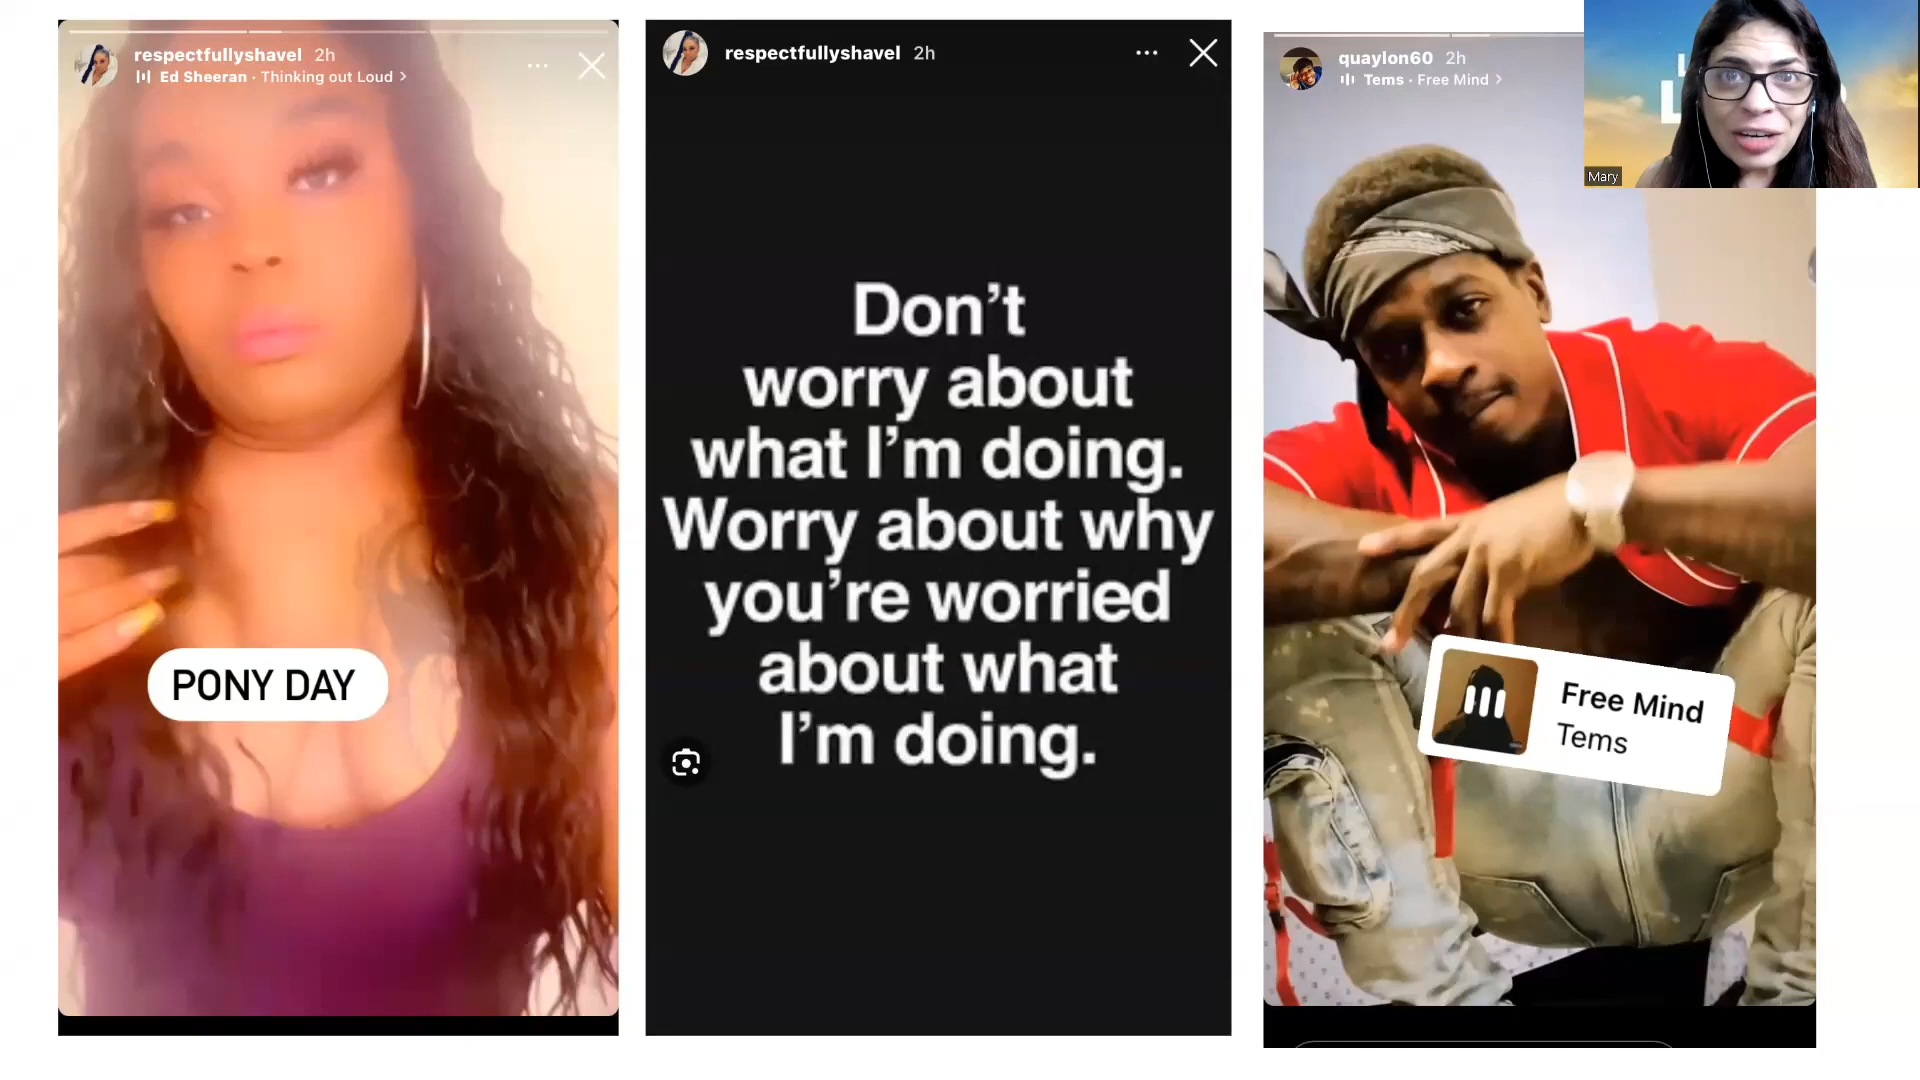 respectfullyshavel 2h
Ed Sheeran · Thinking out Loud >
PONY DAY
respectfullyshavel 2h
Don't
worry about
what I'm doing.
Worry about why
you're worried
about what
I'm doing.
quaylon60 2h
Tems · Free Mind >
Free Mind
Tems
Mary